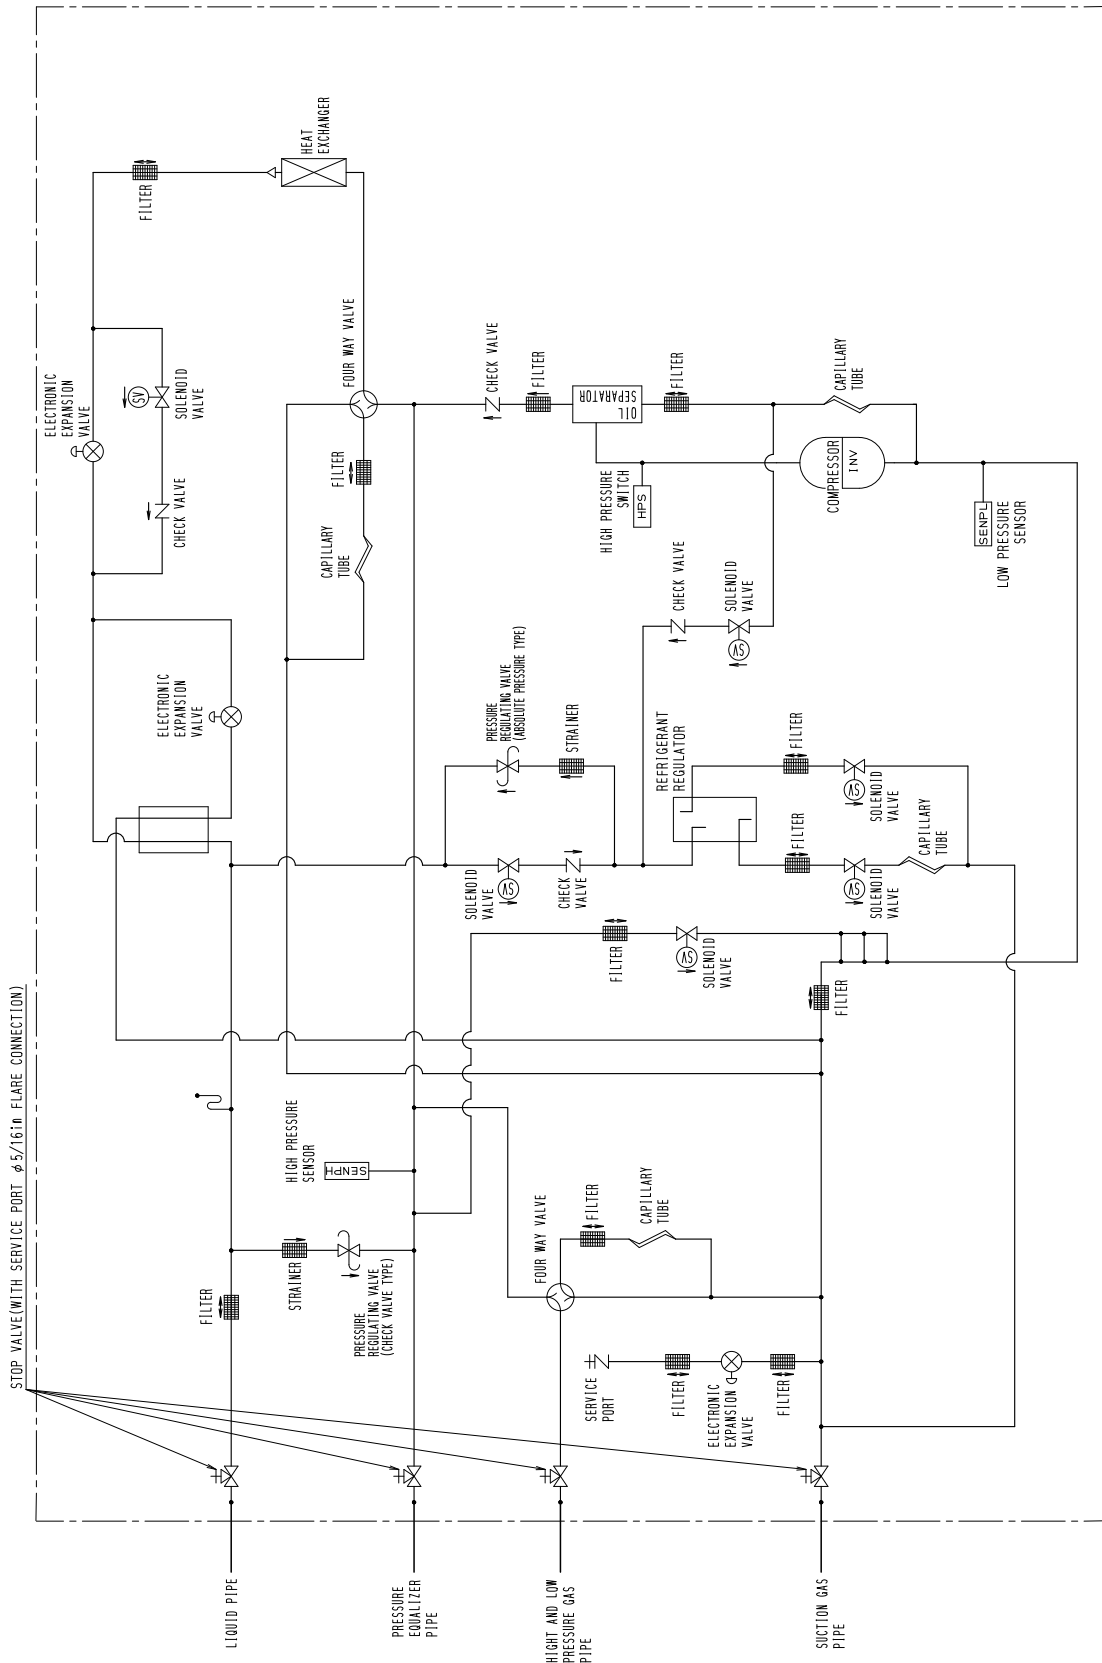 STOP VALVE(WITH SERVICE PORT φ5/16in FLARE CONNECTION)
ELECTRONIC
EXPANSION
VALVE
SV
SOLENOID
VALVE
CHECK VALVE
FILTER
HEAT
EXCHANGER
ELECTRONIC
EXPANSION
VALVE
FOUR WAY VALVE
FILTER
CAPILLARY
TUBE
CHECK VALVE
FILTER
OIL
SEPARATOR
FILTER
CAPILLARY
TUBE
HIGH PRESSURE
SWITCH
HPS
COMPRESSOR
INV
SENPL
LOW PRESSURE
SENSOR
CHECK VALVE
SOLENOID
VALVE
SV
PRESSURE
REGULATING VALVE
(ABSOLUTE PRESSURE TYPE)
STRAINER
REFRIGERANT
REGULATOR
FILTER
SV
SOLENOID
VALVE
SOLENOID
VALVE
SV
CHECK
VALVE
FILTER
SV
SOLENOID
VALVE
CAPILLARY
TUBE
FILTER
SV
SOLENOID
VALVE
FILTER
HIGH PRESSURE
SENSOR
SENPH
FILTER
STRAINER
PRESSURE
REGULATING VALVE
(CHECK VALVE TYPE)
FOUR WAY VALVE
FILTER
CAPILLARY
TUBE
SERVICE
PORT
FILTER
ELECTRONIC
EXPANSION
VALVE
FILTER
LIQUID PIPE
PRESSURE
EQUALIZER
PIPE
HIGHT AND LOW
PRESSURE GAS
PIPE
SUCTION GAS
PIPE